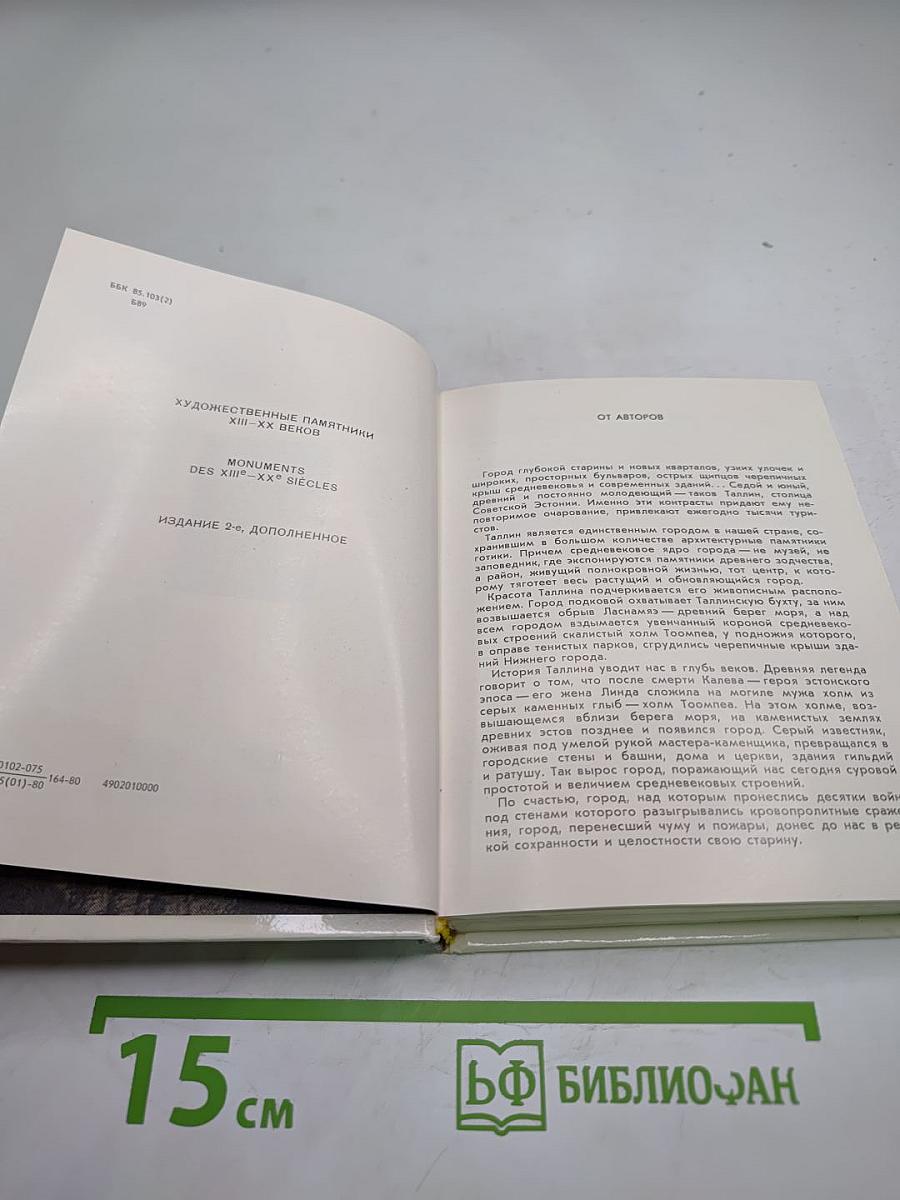 ББК 85.103(2)
Б89
ХУДОЖЕСТВЕННЫЕ ПАМЯТНИКИ
XIII—XX ВЕКОВ
MONUMENTS
DES XIIIe—XXe SIÈCLES
ИЗДАНИЕ 2-е, ДОПОЛНЕННОЕ
0102-075
5(01)-80
164-80 4902010000
ОТ АВТОРОВ
Город глубокой старины и новых кварталов, узких улочек и
широких, просторных бульваров, острых щипцов черепичных
крыш средневековья и современных зданий... Седой и юный,
древний и постоянно молодеющий — таков Таллин, столица
Советской Эстонии. Именно эти контрасты придают ему не-
повторимое очарование, привлекают ежегодно тысячи тури-
стов.
Таллин является единственным городом в нашей стране, со-
хранившим в большом количестве архитектурные памятники
готики. Причем средневековое ядро города — не музей, не
заповедник, где экспонируются памятники древнего зодчества,
а район, живущий полнокровной жизнью, тот центр, к кото-
рому тяготеет весь растущий и обновляющийся город.
Красота Таллина подчеркивается его живописным располо-
жением. Город подковой охватывает Таллинскую бухту, за ним
возвышается обрыв Ласнамяэ — древний берег моря, а над
всем городом вздымается увенчанный короной средневеко-
вых строений скалистый холм Тоомпеа, у подножия которого,
в оправе тенистых парков, сгрудились черепичные крыши зда-
ний Нижнего города.
История Таллина уводит нас в глубь веков. Древняя легенда
говорит о том, что после смерти Калева — героя эстонского
эпоса — его жена Линда сложила на могиле мужа холм из
серых каменных глыб — холм Тоомпеа. На этом холме, воз-
вышающемся вблизи берега моря, на каменистых землях
древних эстов позднее и появился город. Серый известняк,
оживая под умелой рукой мастера-каменщика, превращался в
городские стены и башни, дома и церкви, здания гильдий
и ратушу. Так вырос город, поражающий нас сегодня суровой
простотой и величием средневековых строений.
По счастью, город, над которым пронеслись десятки войн
под стенами которого разыгрывались кровопролитные сраже
ния, город, перенесший чуму и пожары, донес до нас в ре
кой сохранности и целостности свою старину.
15 см
БФ БИБЛИОФАН